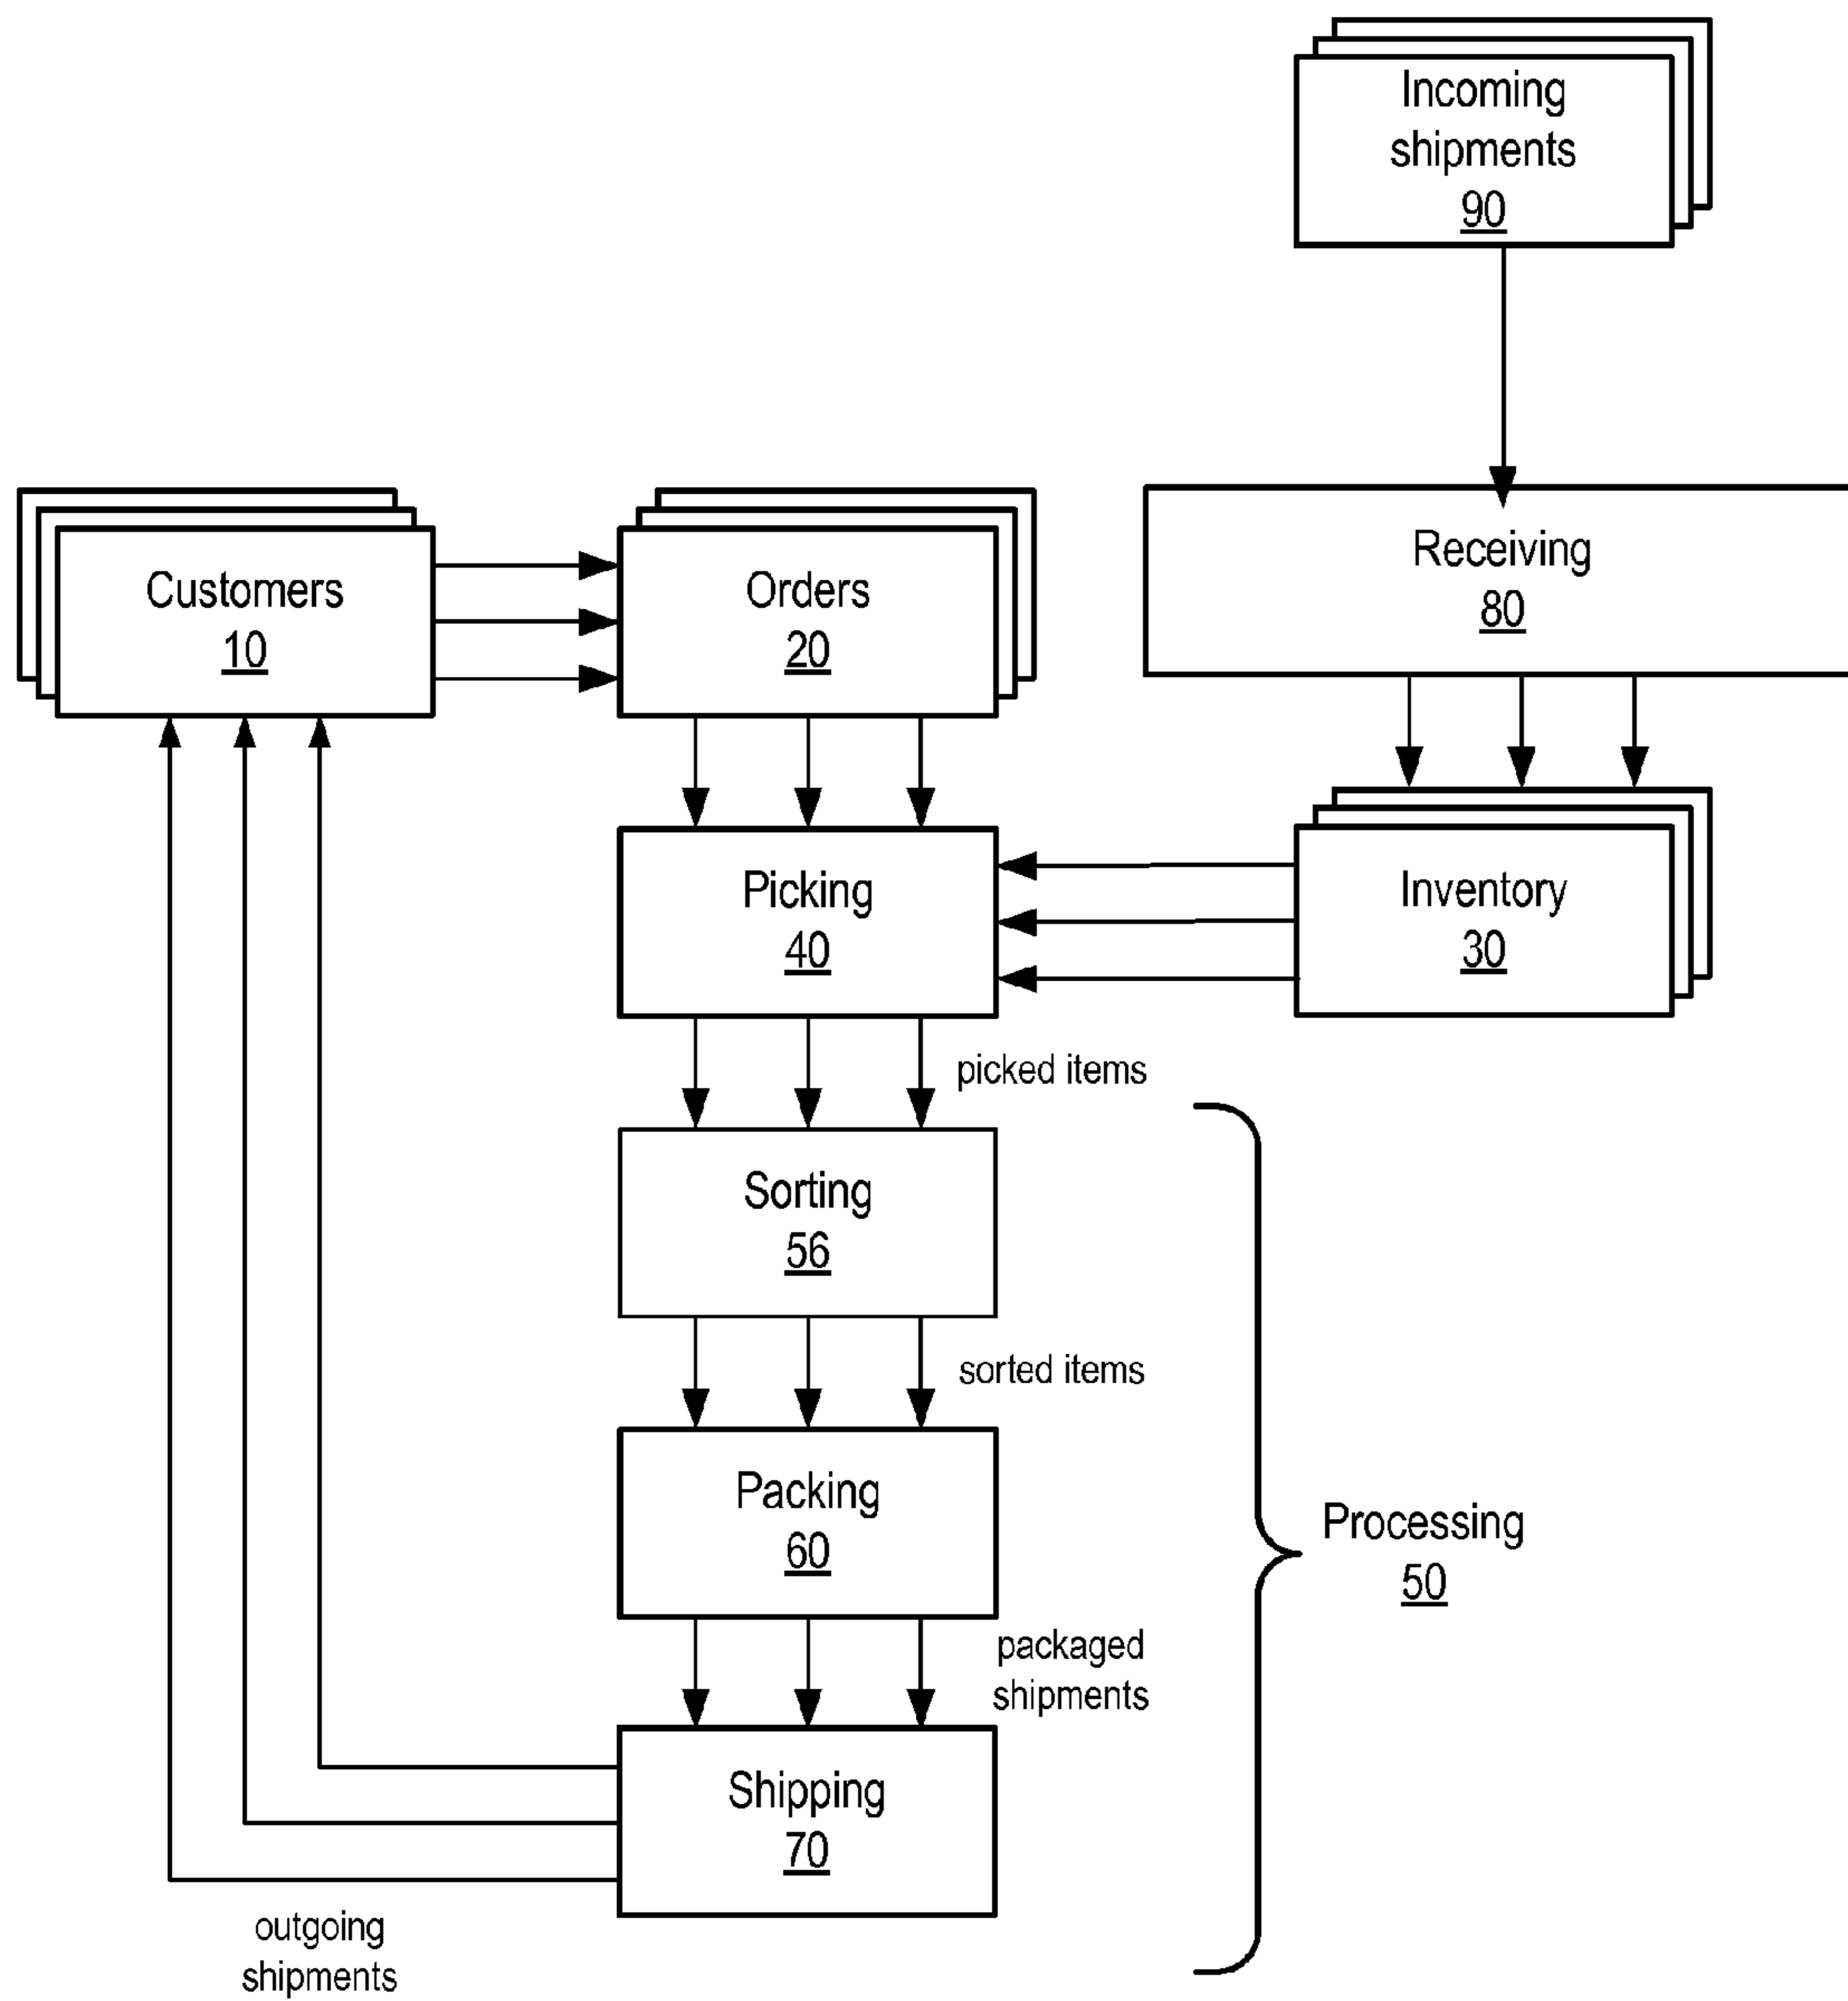 Incoming
shipments
90
Customers
10
Orders
20
Receiving
80
Picking
40
Inventory
30
picked items
Sorting
56
sorted items
Packing
60
Processing
50
packaged
shipments
Shipping
70
outgoing
shipments